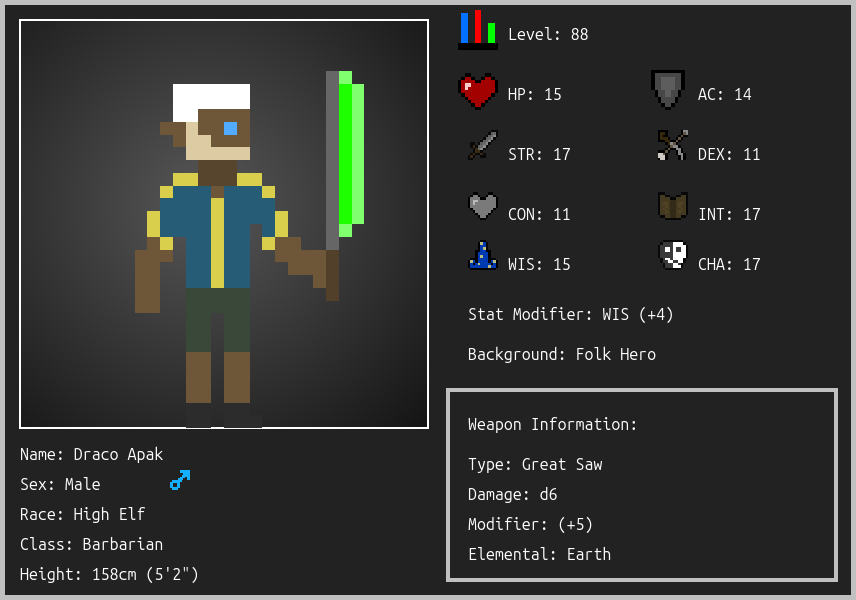 Level: 88
HP: 15
AC: 14
STR: 17
DEX: 11
CON: 11
INT: 17
WIS: 15
CHA: 17
Stat Modifier: WIS (+4)
Background: Folk Hero
Weapon Information:
Type: Great Saw
Damage: d6
Modifier: (+5)
Elemental: Earth
Name: Draco Apak
Sex: Male
Race: High Elf
Class: Barbarian
Height: 158cm (5'2")